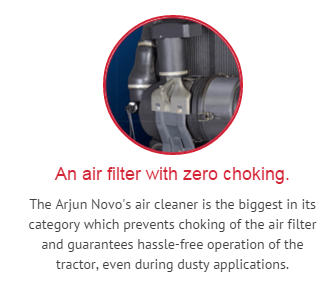 An air filter with zero choking.
The Arjun Novo's air cleaner is the biggest in its
category which prevents choking of the air filter
and guarantees hassle-free operation of the
tractor, even during dusty applications.